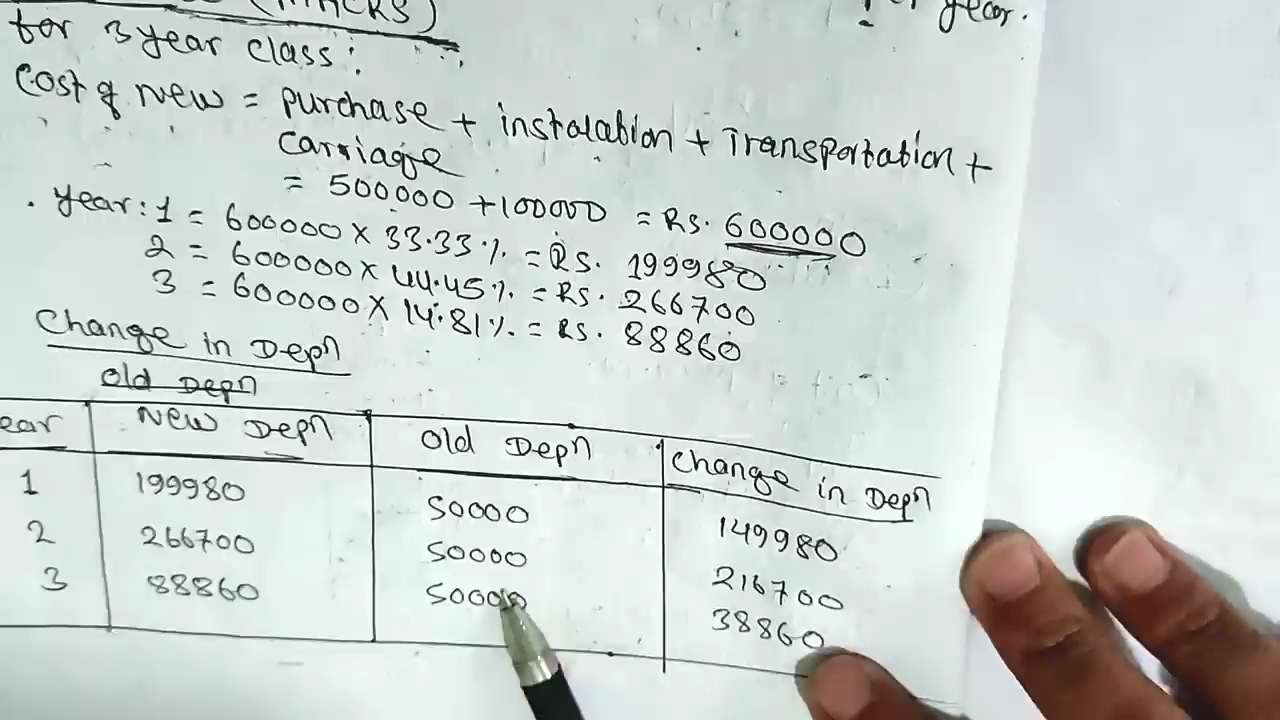 (MACRS)
year.
for 3 year class:
Cost of New = purchase + instalation + Transportation +
carriage
= 500000 + 100000 = Rs. 600000
year: 1 = 600000 × 33.33% = Rs. 199980
2 = 600000 × 44.45% = Rs. 266700
3 = 600000 × 14.81% = Rs. 88860
Change in Depn
Old Depn
ear New Depn Old Depn Change in Depn
1 199980 50000 149980
2 266700 50000 216700
3 88860 50000 38860